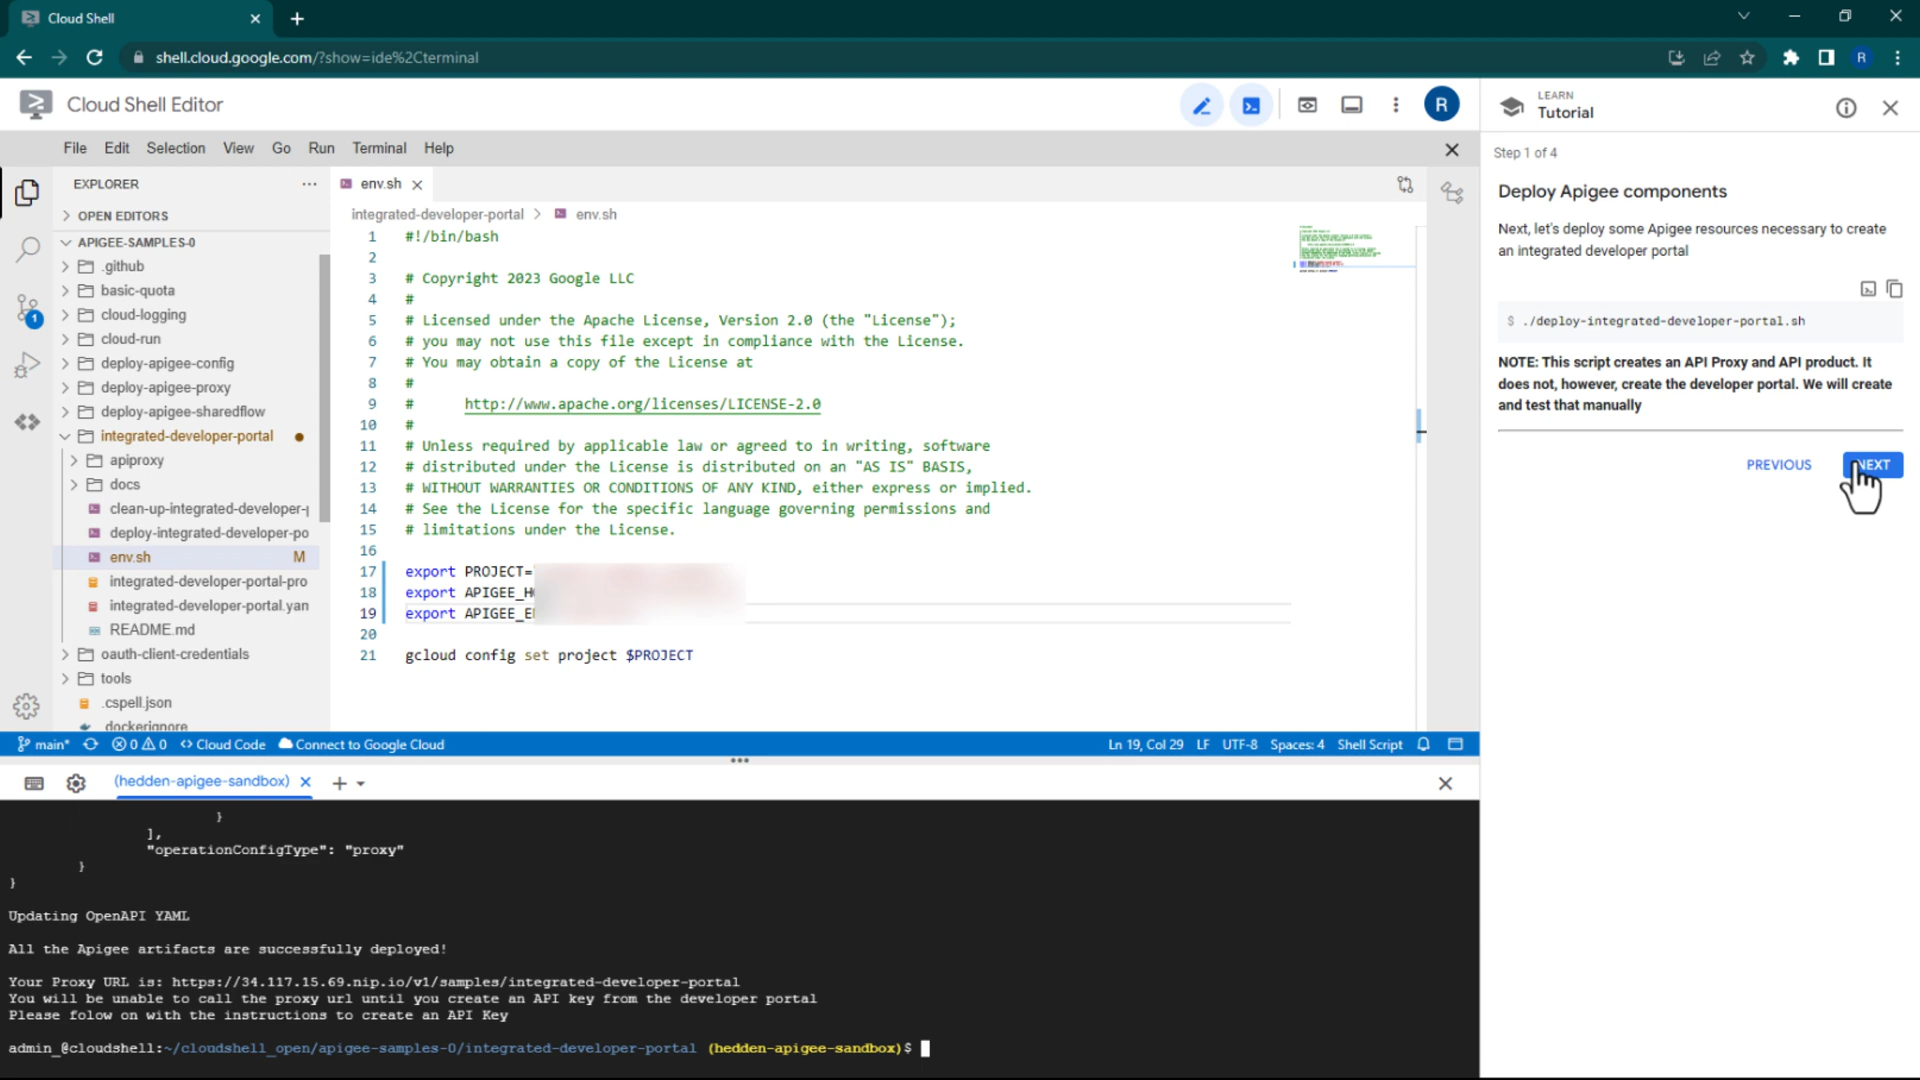 Cloud Shell
shell.cloud.google.com/?show=ide%2Cterminal
R
Cloud Shell Editor
R
LEARN
Tutorial
File Edit Selection View Go Run Terminal Help
Step 1 of 4
EXPLORER
env.sh
Deploy Apigee components
OPEN EDITORS
integrated-developer-portal > env.sh
Next, let's deploy some Apigee resources necessary to create
an integrated developer portal
$ ./deploy-integrated-developer-portal.sh
NOTE: This script creates an API Proxy and API product. It
does not, however, create the developer portal. We will create
and test that manually
PREVIOUS
NEXT
APIGEE-SAMPLES-0
.github
basic-quota
cloud-logging
1
cloud-run
deploy-apigee-config
deploy-apigee-proxy
deploy-apigee-sharedflow
integrated-developer-portal
apiproxy
docs
clean-up-integrated-developer-
deploy-integrated-developer-po
env.sh M
integrated-developer-portal-pro
integrated-developer-portal.yam
README.md
oauth-client-credentials
tools
.cspell.json
.dockerignore
1 #!/bin/bash
2
3 # Copyright 2023 Google LLC
4 #
5 # Licensed under the Apache License, Version 2.0 (the "License");
6 # you may not use this file except in compliance with the License.
7 # You may obtain a copy of the License at
8 #
9 # http://www.apache.org/licenses/LICENSE-2.0
10 #
11 # Unless required by applicable law or agreed to in writing, software
12 # distributed under the License is distributed on an "AS IS" BASIS,
13 # WITHOUT WARRANTIES OR CONDITIONS OF ANY KIND, either express or implied.
14 # See the License for the specific language governing permissions and
15 # limitations under the License.
16
17 export PROJECT=
18 export APIGEE_H
19 export APIGEE_E
20
21 gcloud config set project $PROJECT
main* 0 0 Cloud Code Connect to Google Cloud Ln 19, Col 29 LF UTF-8 Spaces: 4 Shell Script
(hedden-apigee-sandbox)
}
],
"operationConfigType": "proxy"
}
}
Updating OpenAPI YAML
All the Apigee artifacts are successfully deployed!
Your Proxy URL is: https://34.117.15.69.nip.io/v1/samples/integrated-developer-portal
You will be unable to call the proxy url until you create an API key from the developer portal
Please folow on with the instructions to create an API Key
admin_@cloudshell:~/cloudshell_open/apigee-samples-0/integrated-developer-portal (hedden-apigee-sandbox)$